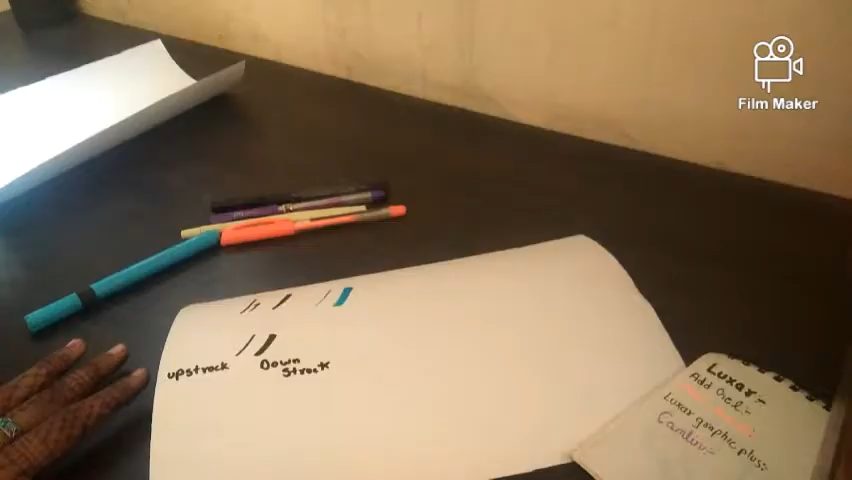 Film Maker
upstrock
Down
Strock
Luxar:-
Add Gel:-
Luxar graphic plus:-
Camlin:-